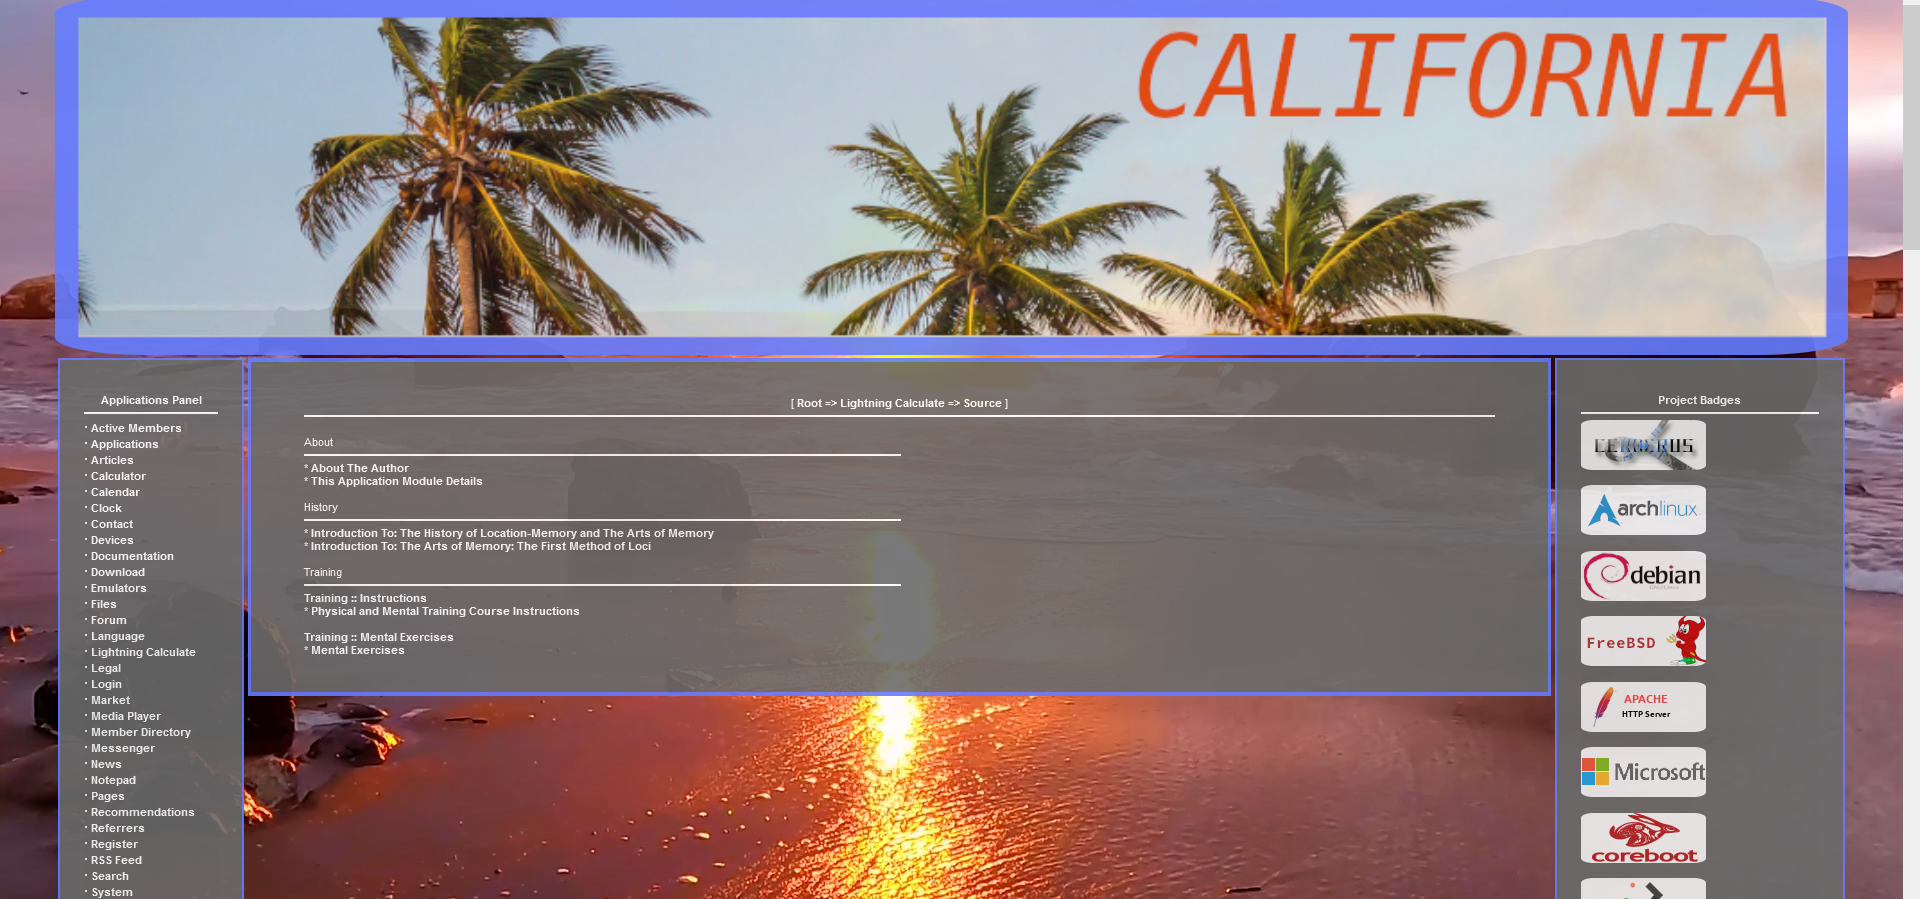 CALIFORNIA
Applications Panel
· Active Members
· Applications
· Articles
· Calculator
· Calendar
· Clock
· Contact
· Devices
· Documentation
· Download
· Emulators
· Files
· Forum
· Language
· Lightning Calculate
· Legal
· Login
· Market
· Media Player
· Member Directory
· Messenger
· News
· Notepad
· Pages
· Recommendations
· Referrers
· Register
· RSS Feed
· Search
· System
[ Root => Lightning Calculate => Source ]
About
* About The Author
* This Application Module Details
History
* Introduction To: The History of Location-Memory and The Arts of Memory
* Introduction To: The Arts of Memory: The First Method of Loci
Training
Training :: Instructions
* Physical and Mental Training Course Instructions
Training :: Mental Exercises
* Mental Exercises
Project Badges
CERBERUS
archlinux
debian
FreeBSD
APACHE
HTTP Server
Microsoft
coreboot